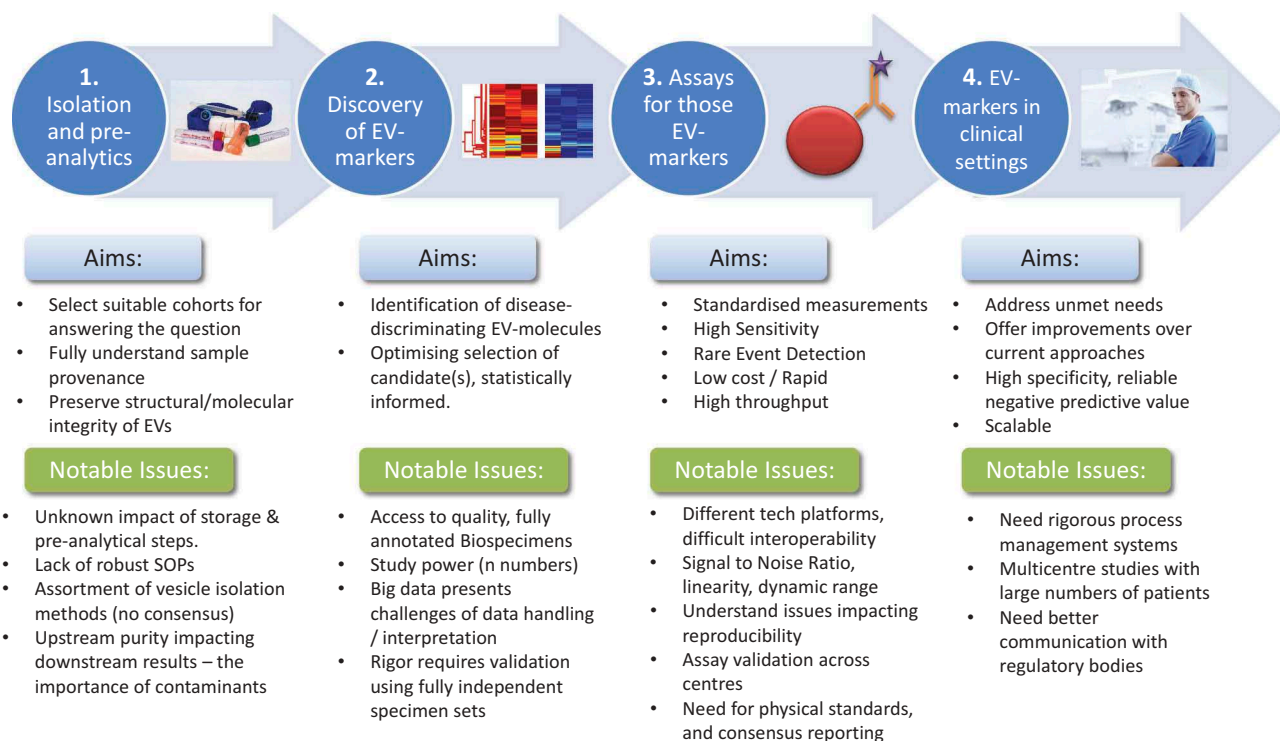 1.
Isolation
and pre-
analytics
2.
Discovery
of EV-
markers
3. Assays
for those
EV-
markers
4. EV-
markers in
clinical
settings
Aims:
• Select suitable cohorts for
answering the question
• Fully understand sample
provenance
• Preserve structural/molecular
integrity of EVs
Notable Issues:
• Unknown impact of storage &
pre-analytical steps.
• Lack of robust SOPs
• Assortment of vesicle isolation
methods (no consensus)
• Upstream purity impacting
downstream results – the
importance of contaminants
Aims:
• Identification of disease-
discriminating EV-molecules
• Optimising selection of
candidate(s), statistically
informed.
Notable Issues:
• Access to quality, fully
annotated Biospecimens
• Study power (n numbers)
• Big data presents
challenges of data handling
/ interpretation
• Rigor requires validation
using fully independent
specimen sets
Aims:
• Standardised measurements
• High Sensitivity
• Rare Event Detection
• Low cost / Rapid
• High throughput
Notable Issues:
• Different tech platforms,
difficult interoperability
• Signal to Noise Ratio,
linearity, dynamic range
• Understand issues impacting
reproducibility
• Assay validation across
centres
• Need for physical standards,
and consensus reporting
Aims:
• Address unmet needs
• Offer improvements over
current approaches
• High specificity, reliable
negative predictive value
• Scalable
Notable Issues:
• Need rigorous process
management systems
• Multicentre studies with
large numbers of patients
• Need better
communication with
regulatory bodies